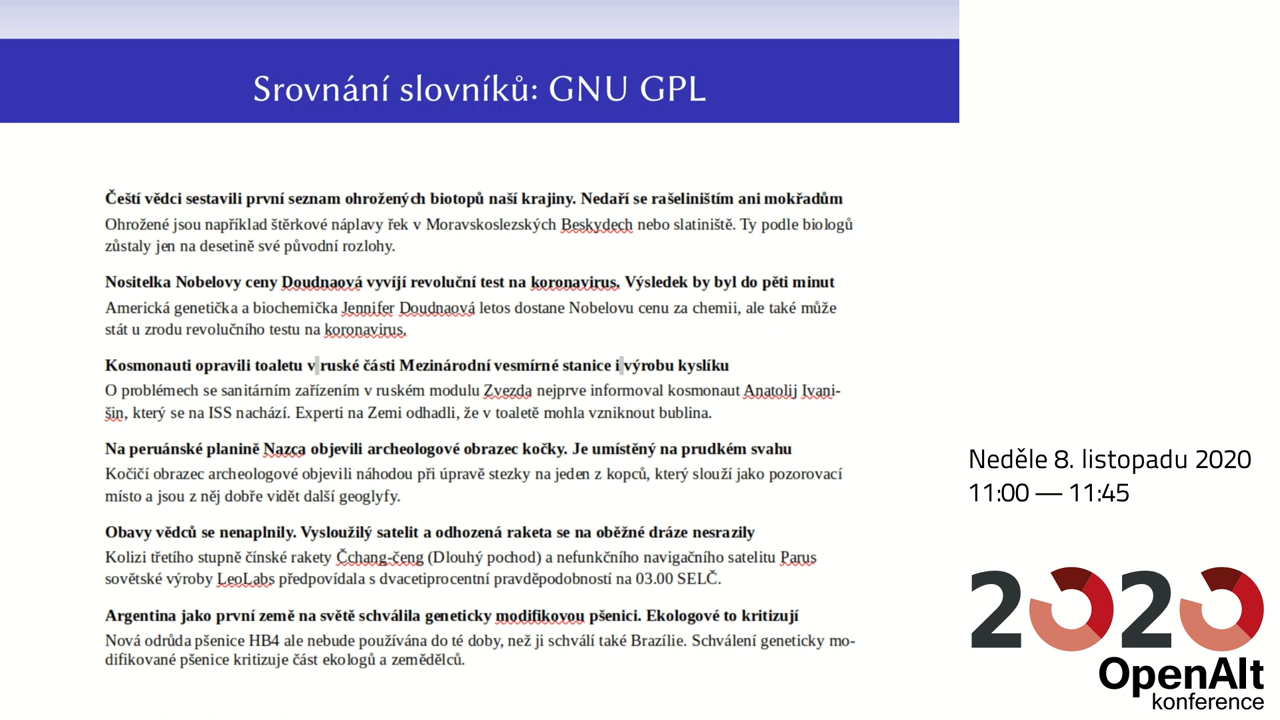 Srovnání slovníků: GNU GPL
Čeští vědci sestavili první seznam ohrožených biotopů naší krajiny. Nedaří se rašeliništím ani mokřadům
Ohrožené jsou například štěrkové náplavy řek v Moravskoslezských Beskydech nebo slatiniště. Ty podle biologů
zůstaly jen na desetině své původní rozlohy.
Nositelka Nobelovy ceny Doudnaová vyvíjí revoluční test na koronavirus. Výsledek by byl do pěti minut
Americká genetička a biochemička Jennifer Doudnaová letos dostane Nobelovu cenu za chemii, ale také může
stát u zrodu revolučního testu na koronavirus.
Kosmonauti opravili toaletu v ruské části Mezinárodní vesmírné stanice i výrobu kyslíku
O problémech se sanitárním zařízením v ruském modulu Zvezda nejprve informoval kosmonaut Anatolij Ivani-
šin, který se na ISS nachází. Experti na Zemi odhadli, že v toaletě mohla vzniknout bublina.
Na peruánské planině Nazca objevili archeologové obrazec kočky. Je umístěný na prudkém svahu
Kočičí obrazec archeologové objevili náhodou při úpravě stezky na jeden z kopců, který slouží jako pozorovací
místo a jsou z něj dobře vidět další geoglyfy.
Obavy vědců se nenaplnily. Vysloužilý satelit a odhozená raketa se na oběžné dráze nesrazily
Kolizi třetího stupně čínské rakety Čchang-čeng (Dlouhý pochod) a nefunkčního navigačního satelitu Parus
sovětské výroby LeoLabs předpovídala s dvacetiprocentní pravděpodobností na 03.00 SELČ.
Argentina jako první země na světě schválila geneticky modifikovou pšenici. Ekologové to kritizují
Nová odrůda pšenice HB4 ale nebude používána do té doby, než ji schválí také Brazílie. Schválení geneticky mo-
difikované pšenice kritizuje část ekologů a zemědělců.
Neděle 8. listopadu 2020
11:00 — 11:45
2020
OpenAlt
konference